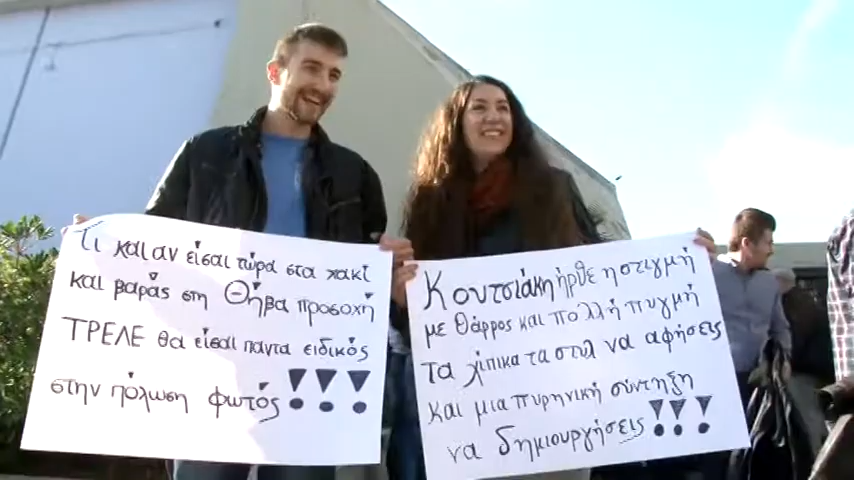 Τι και αν είσαι τώρα στα χακί
και βαράς στη Θήβα προσοχή
ΤΡΕΛΕ θα είσαι πάντα ειδικός
στην πόλωση φωτός !!!
Κουτσιάκη ήρθε η στιγμή
με θάρρος και πολλή πυγμή
τα χίπικα τα στυλ να αφήσεις
και μια πυρηνική σύντηξη
να δημιουργήσεις !!!